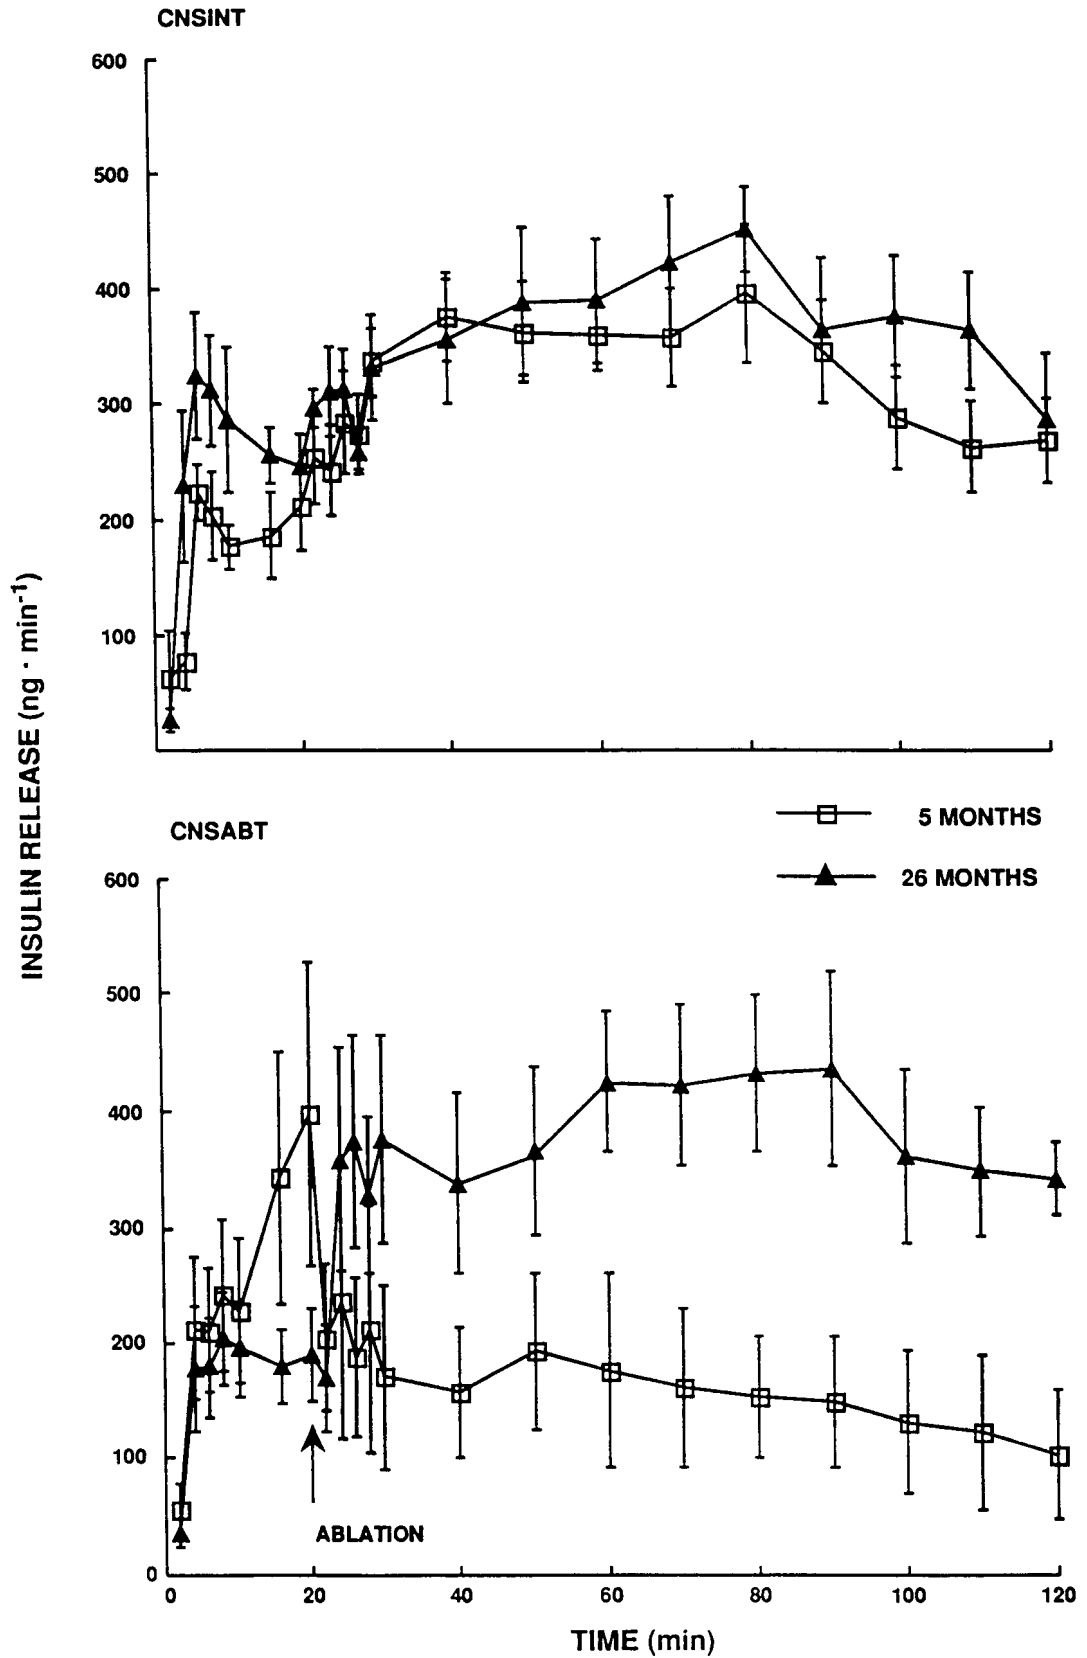 CNSINT
600
500
400
300
200
100
INSULIN RELEASE (ng · min⁻¹)
5 MONTHS
26 MONTHS
CNSABT
600
500
400
300
200
100
0
ABLATION
0 20 40 60 80 100 120
TIME (min)